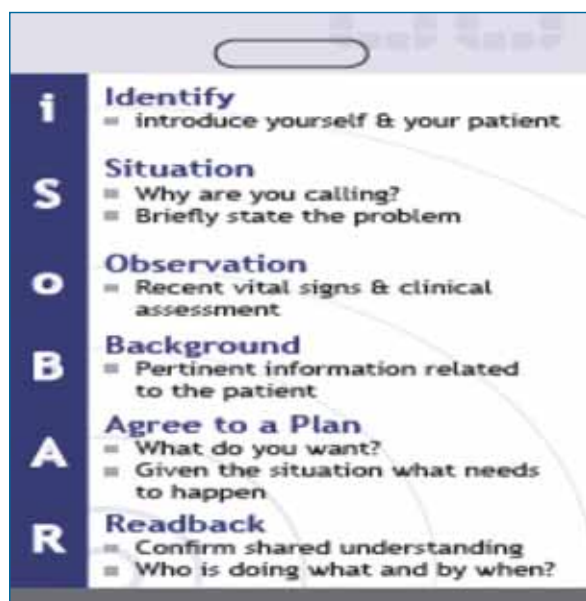 i
Identify
introduce yourself & your patient
S
Situation
Why are you calling?
Briefly state the problem
o
Observation
Recent vital signs & clinical
assessment
B
Background
Pertinent information related
to the patient
A
Agree to a Plan
What do you want?
Given the situation what needs
to happen
R
Readback
Confirm shared understanding
Who is doing what and by when?